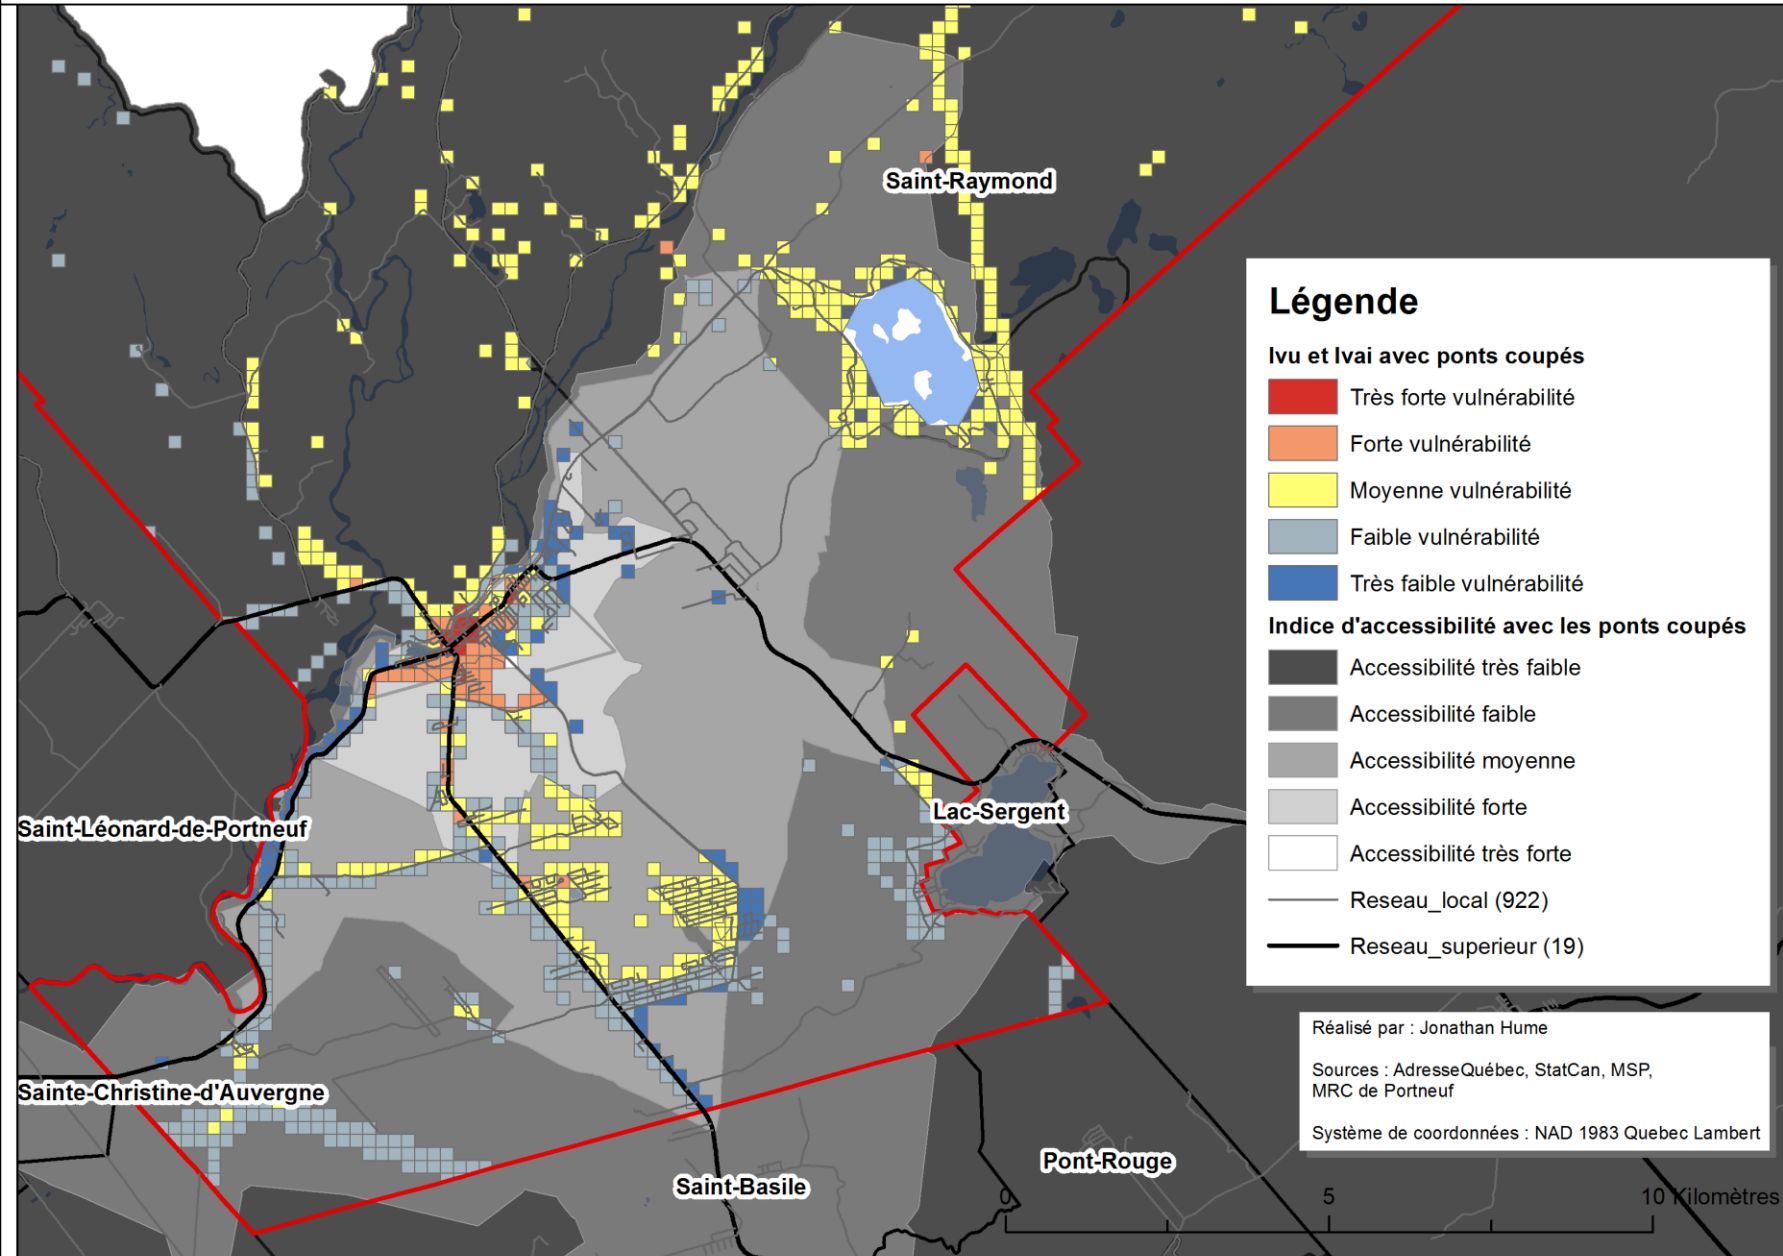 Saint-Raymond
Légende
Ivu et Ivai avec ponts coupés
Très forte vulnérabilité
Forte vulnérabilité
Moyenne vulnérabilité
Faible vulnérabilité
Très faible vulnérabilité
Indice d'accessibilité avec les ponts coupés
Accessibilité très faible
Accessibilité faible
Accessibilité moyenne
Accessibilité forte
Accessibilité très forte
Reseau_local (922)
Reseau_superieur (19)
Lac-Sergent
Saint-Léonard-de-Portneuf
Sainte-Christine-d'Auvergne
Réalisé par : Jonathan Hume
Sources : AdresseQuébec, StatCan, MSP,
MRC de Portneuf
Système de coordonnées : NAD 1983 Quebec Lambert
Pont-Rouge
Saint-Basile
0 5 10 Kilomètres